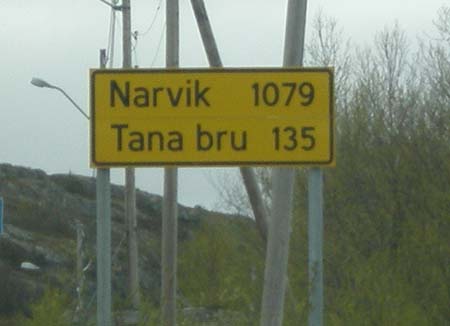 Narvik 1079
Tana bru 135